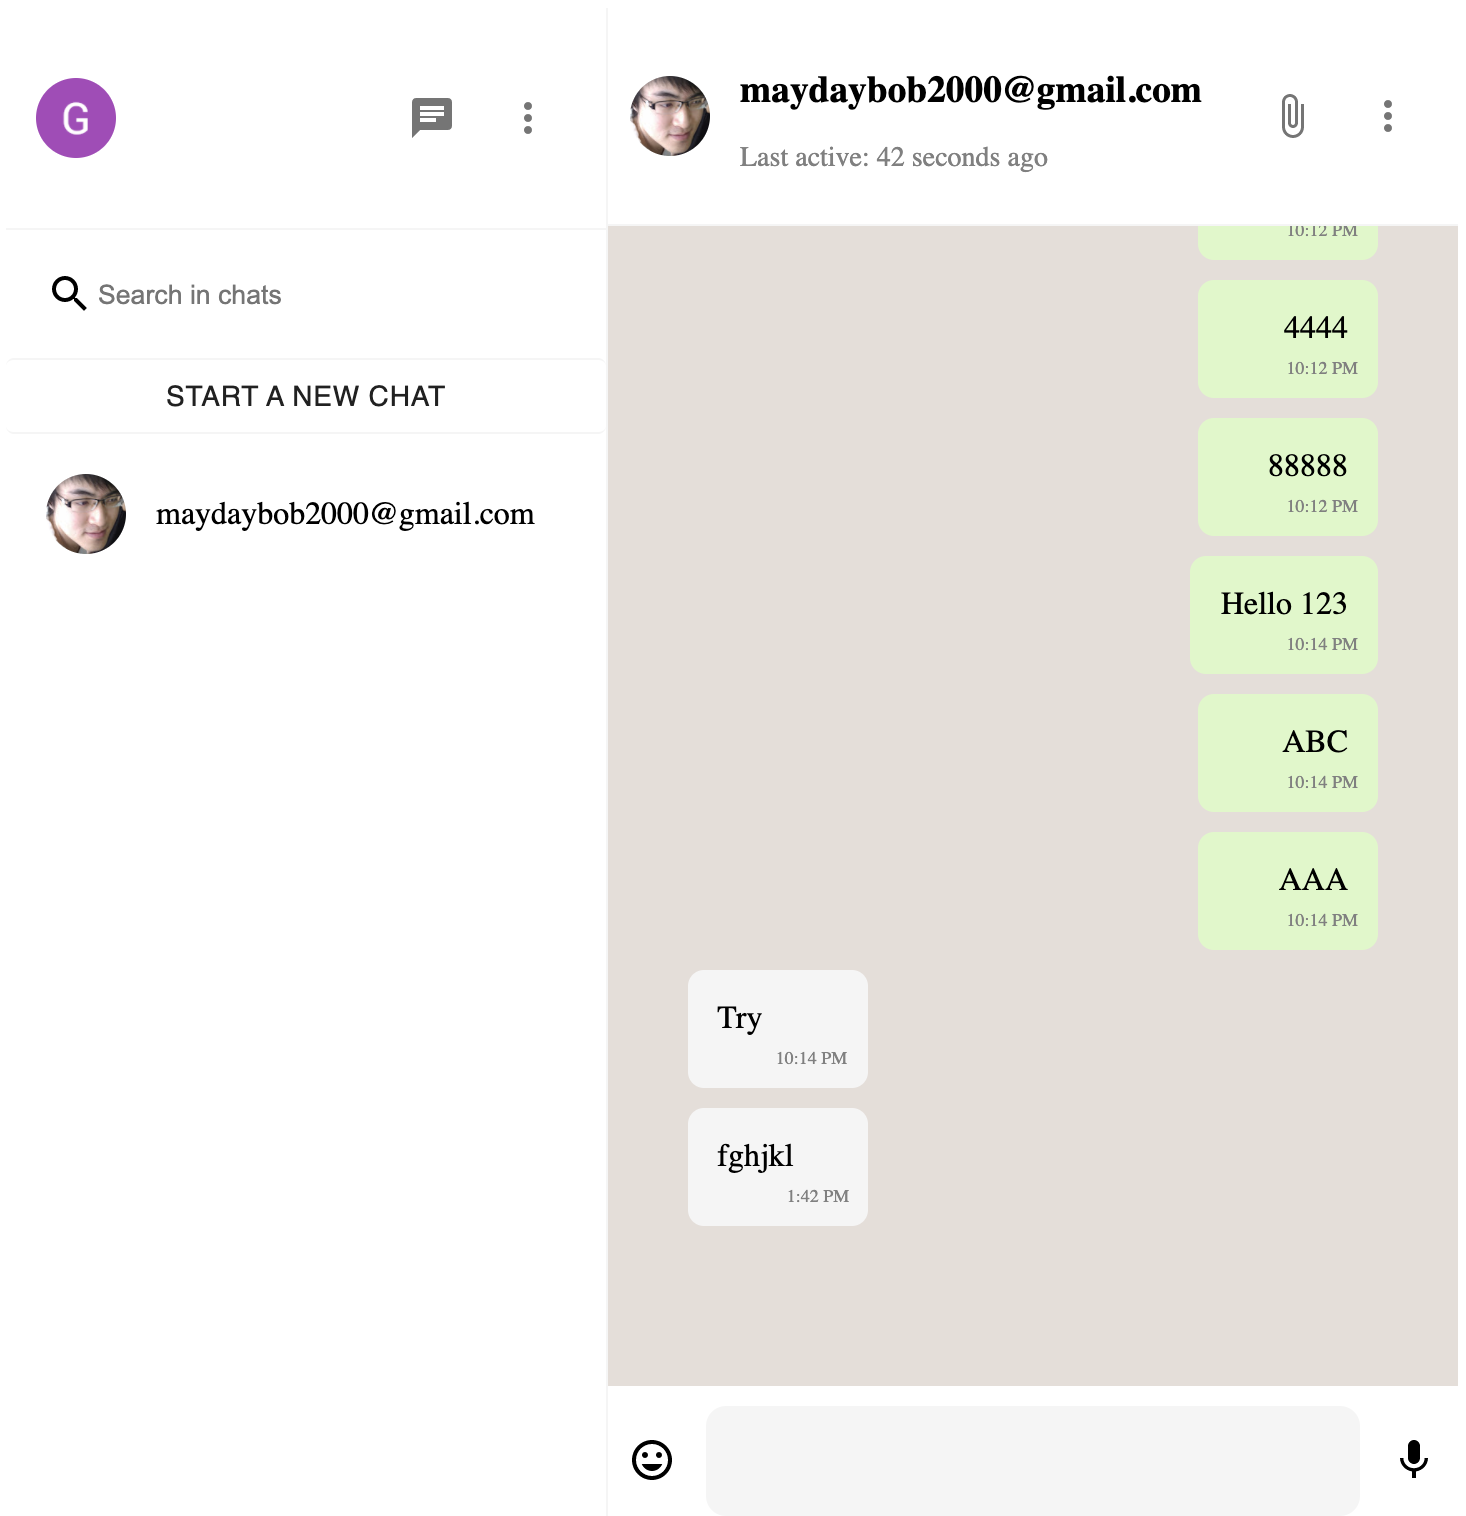 G
Search in chats
START A NEW CHAT
maydaybob2000@gmail.com
maydaybob2000@gmail.com
Last active: 42 seconds ago
10:12 PM
4444
10:12 PM
88888
10:12 PM
Hello 123
10:14 PM
ABC
10:14 PM
AAA
10:14 PM
Try
10:14 PM
fghjkl
1:42 PM